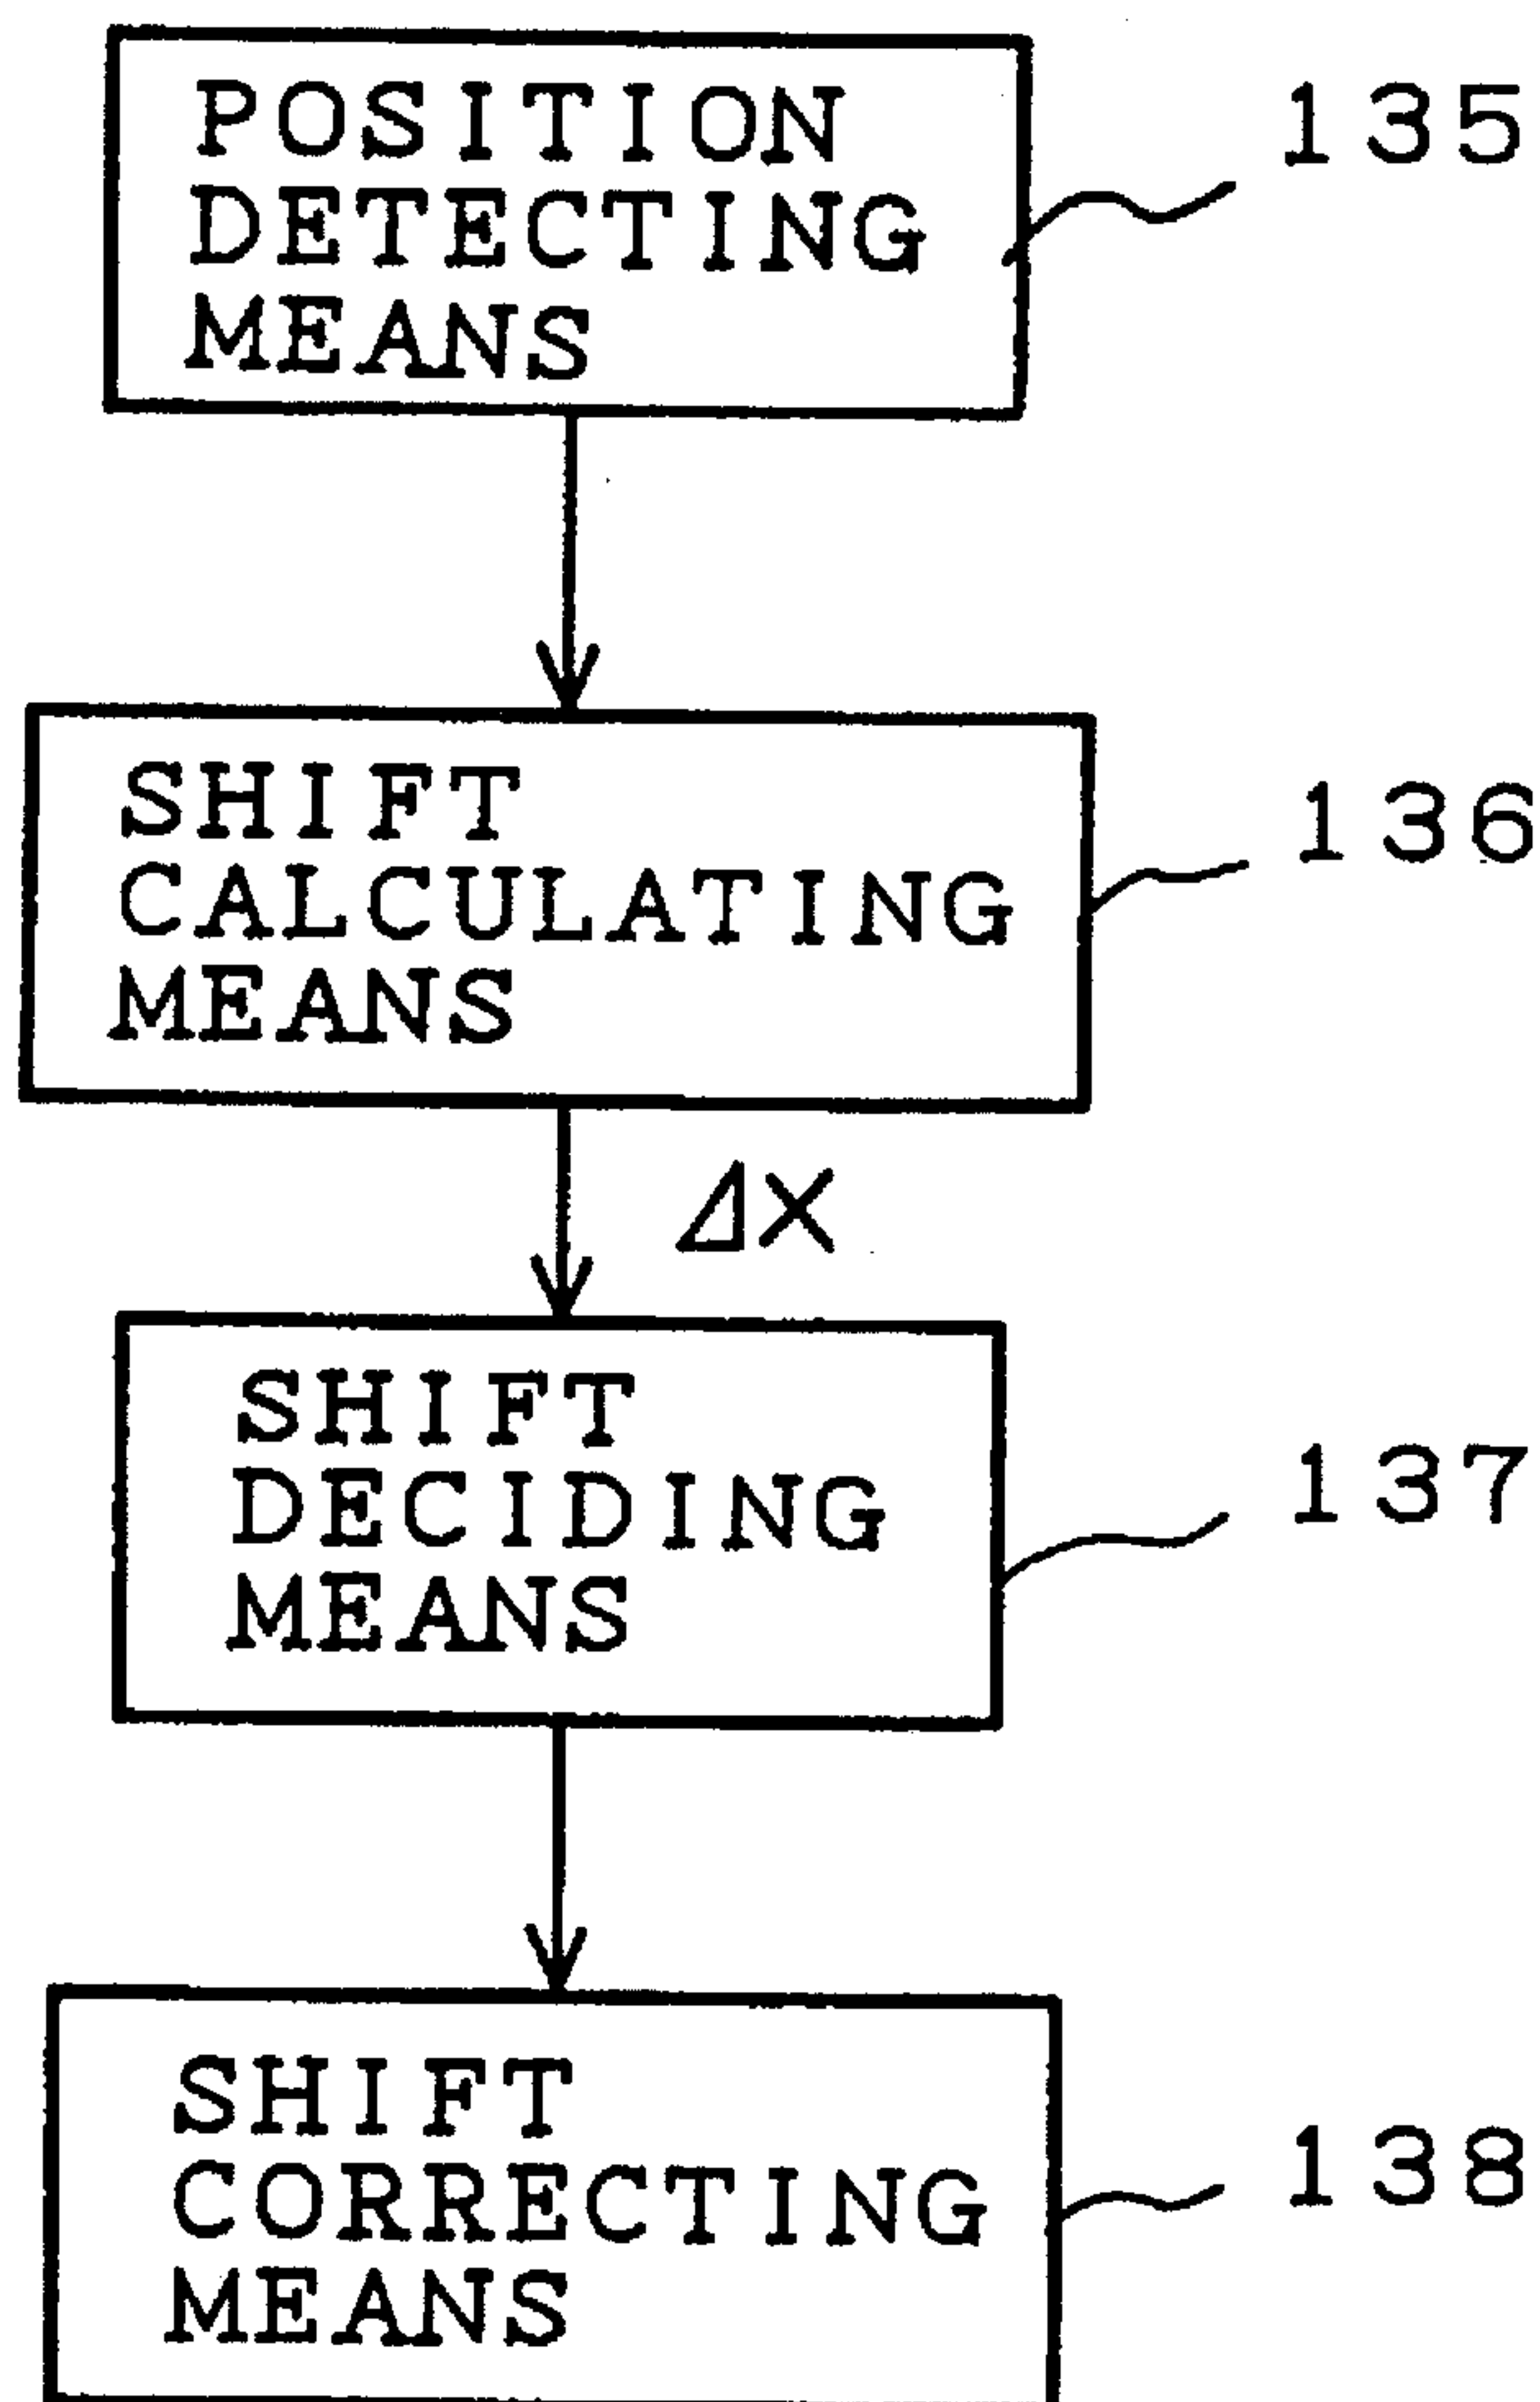 POSITION
DETECTING
MEANS
135
SHIFT
CALCULATING
MEANS
136
ΔX
SHIFT
DECIDING
MEANS
137
SHIFT
CORRECTING
MEANS
138